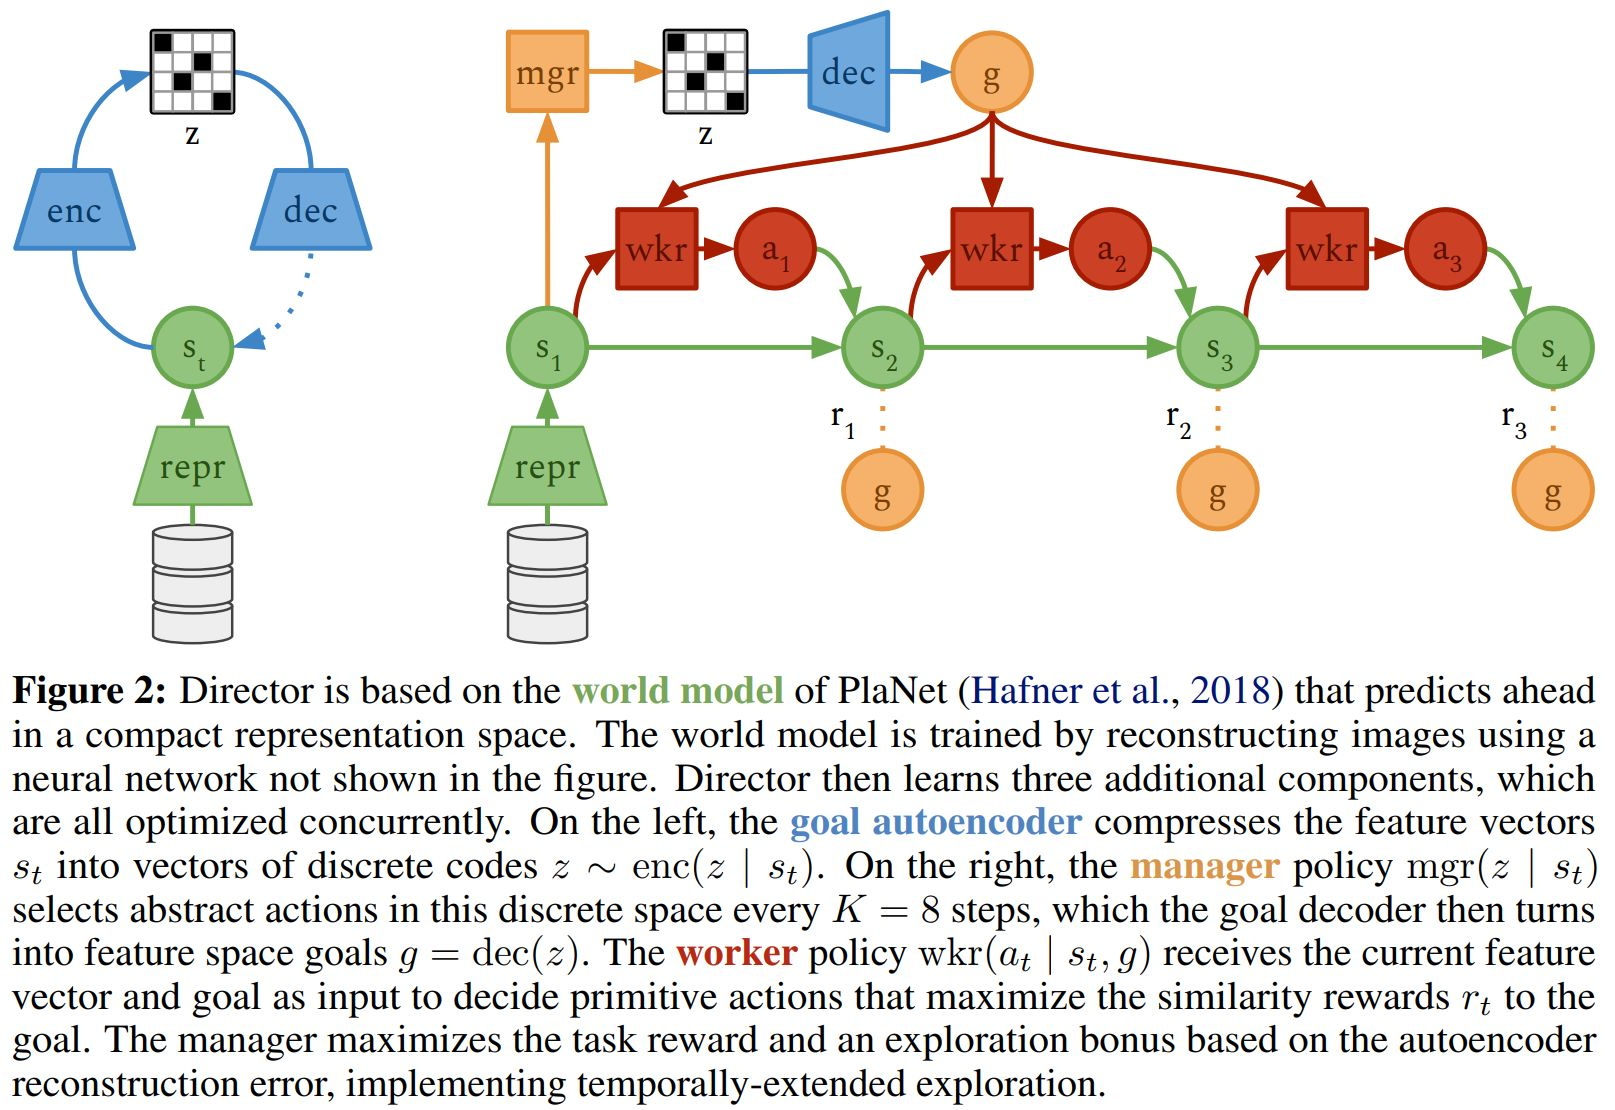 z
enc
dec
s_t
repr
mgr
z
dec
g
wkr
a_1
wkr
a_2
wkr
a_3
s_1
s_2
s_3
s_4
r_1
r_2
r_3
repr
g
g
g
Figure 2: Director is based on the world model of PlaNet (Hafner et al., 2018) that predicts ahead
in a compact representation space. The world model is trained by reconstructing images using a
neural network not shown in the figure. Director then learns three additional components, which
are all optimized concurrently. On the left, the goal autoencoder compresses the feature vectors
s_t into vectors of discrete codes z ∼ enc(z | s_t). On the right, the manager policy mgr(z | s_t)
selects abstract actions in this discrete space every K = 8 steps, which the goal decoder then turns
into feature space goals g = dec(z). The worker policy wkr(a_t | s_t, g) receives the current feature
vector and goal as input to decide primitive actions that maximize the similarity rewards r_t to the
goal. The manager maximizes the task reward and an exploration bonus based on the autoencoder
reconstruction error, implementing temporally-extended exploration.